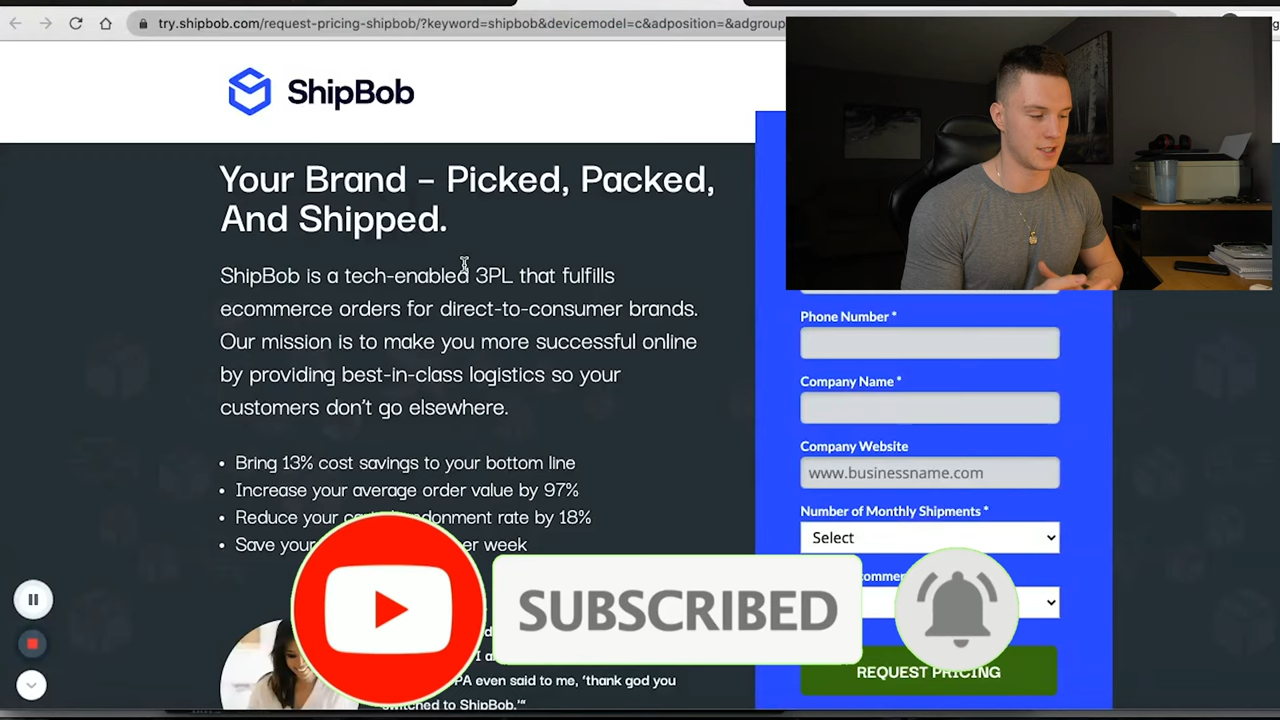 try.shipbob.com/request-pricing-shipbob/?keyword=shipbob&devicemodel=c&adposition=&adgroup
ShipBob
Your Brand – Picked, Packed,
And Shipped.
ShipBob is a tech-enabled 3PL that fulfills
ecommerce orders for direct-to-consumer brands.
Our mission is to make you more successful online
by providing best-in-class logistics so your
customers don't go elsewhere.
• Bring 13% cost savings to your bottom line
• Increase your average order value by 97%
• Reduce your ndonment rate by 18%
• Save your er week
PA even said to me, 'thank god you
switched to ShipBob.'"
Phone Number *
Company Name *
Company Website
www.businessname.com
Number of Monthly Shipments *
Select
comme
REQUEST PRICING
SUBSCRIBED